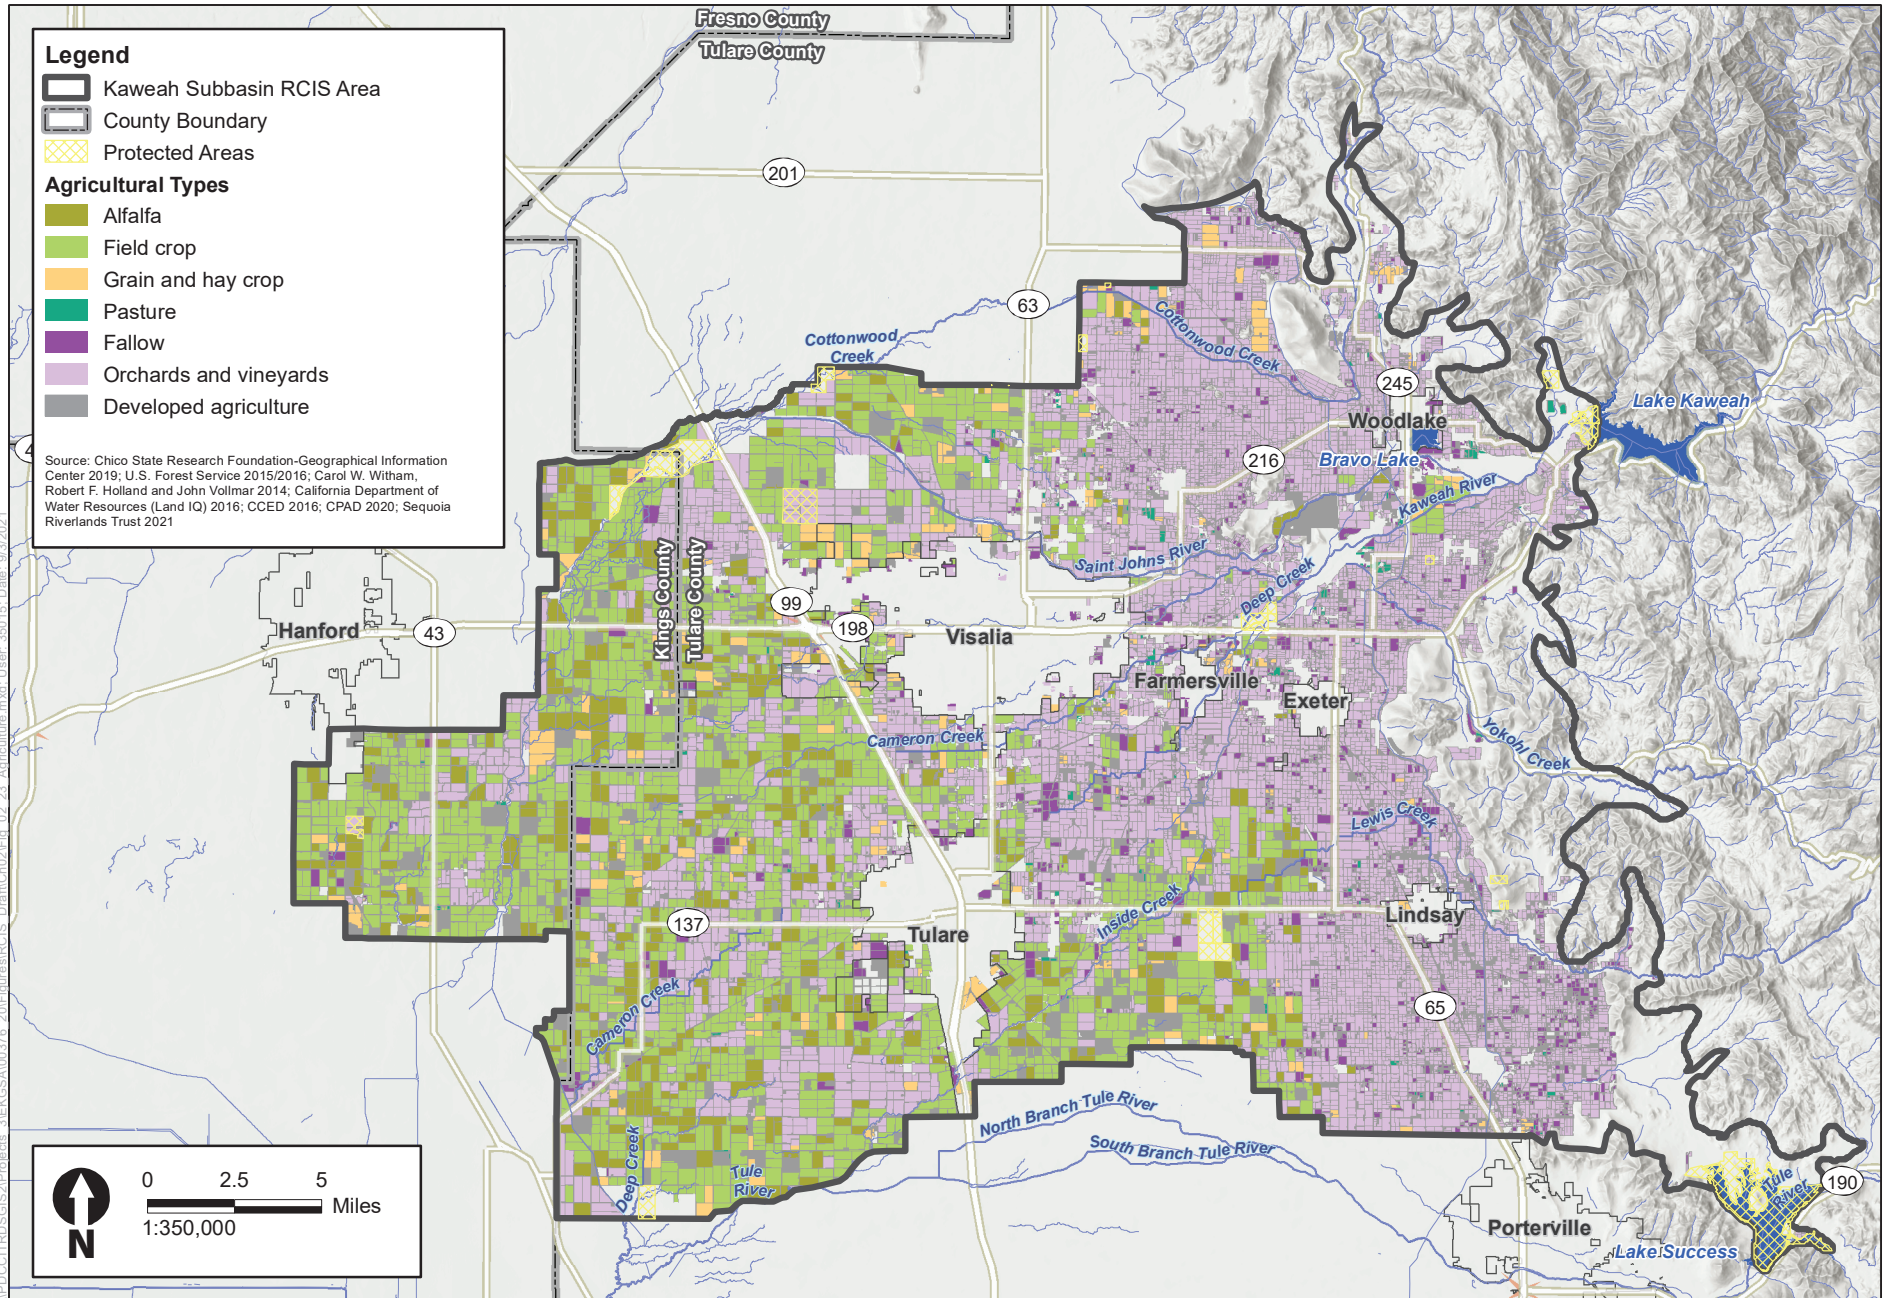 Fresno County
Tulare County
Legend
Kaweah Subbasin RCIS Area
County Boundary
Protected Areas
Agricultural Types
Alfalfa
Field crop
Grain and hay crop
Pasture
Fallow
Orchards and vineyards
Developed agriculture
Source: Chico State Research Foundation-Geographical Information
Center 2019; U.S. Forest Service 2015/2016; Carol W. Witham,
Robert F. Holland and John Vollmar 2014; California Department of
Water Resources (Land IQ) 2016; CCED 2016; CPAD 2020; Sequoia
Riverlands Trust 2021
201
63
Cottonwood
Creek
Cottonwood Creek
245
Woodlake
Lake Kaweah
216
Bravo Lake
Kaweah River
Saint Johns River
Deep Creek
Kings County
Tulare County
99
198
Hanford
43
Visalia
Farmersville
Exeter
Cameron Creek
Yokohl Creek
Lewis Creek
Inside Creek
Lindsay
137
Tulare
Cameron Creek
65
North Branch Tule River
South Branch Tule River
Deep Creek
Tule
River
Tule
River
190
Porterville
Lake Success
0 2.5 5
Miles
1:350,000
N